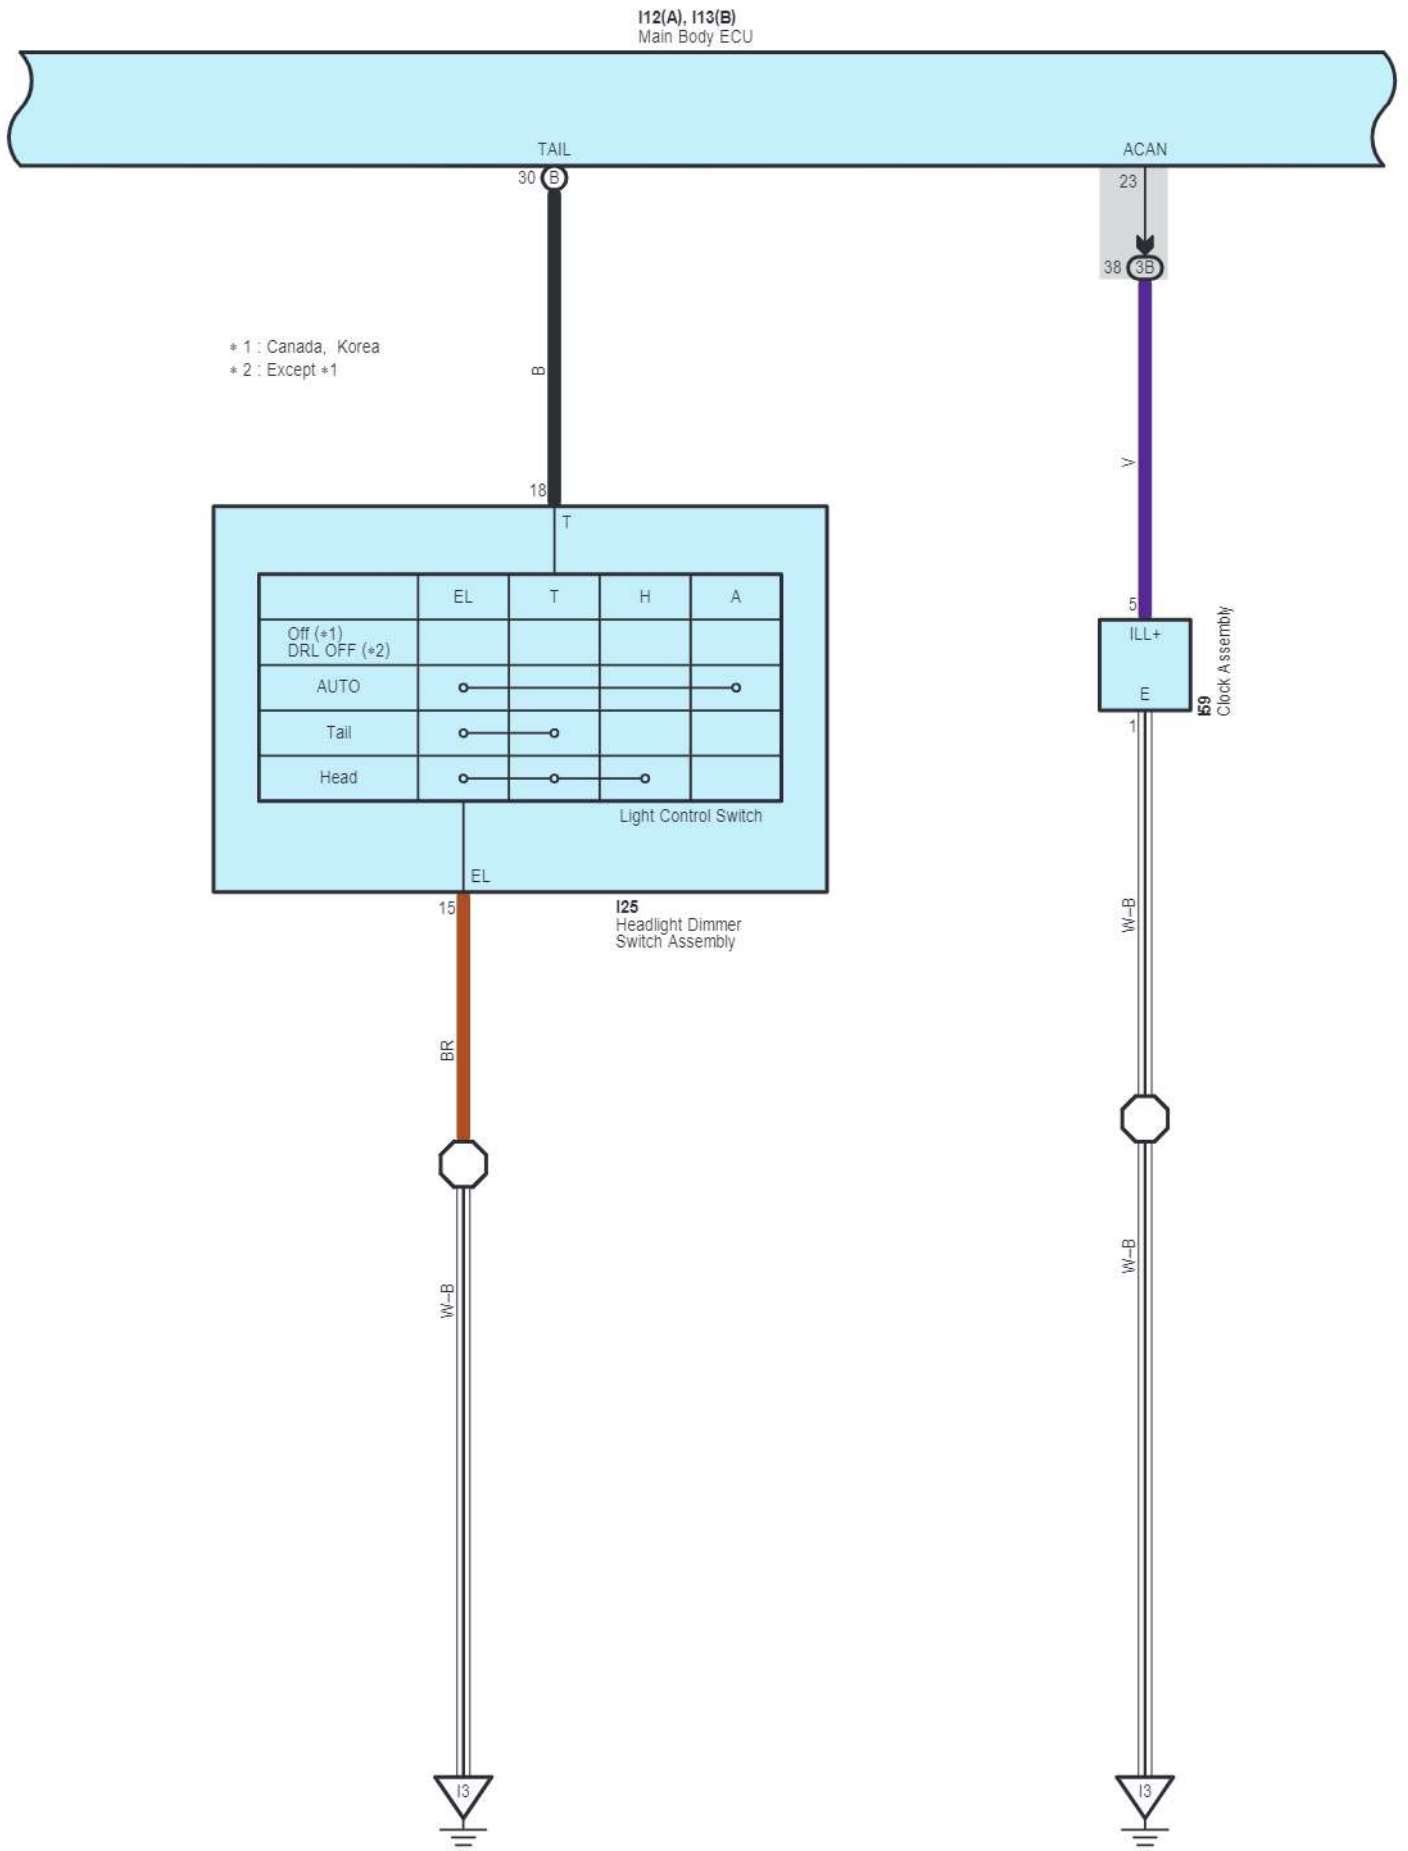 I12(A), I13(B)
Main Body ECU
TAIL
ACAN
30 B
23
38 3B
∗ 1 : Canada, Korea
∗ 2 : Except ∗1
B
V
18
T
EL T H A
Off (∗1)
DRL OFF (∗2)
AUTO
Tail
Head
Light Control Switch
EL
15
I25
Headlight Dimmer
Switch Assembly
5
ILL+
E
1
I59
Clock Assembly
BR
W–B
W–B
W–B
I3
I3